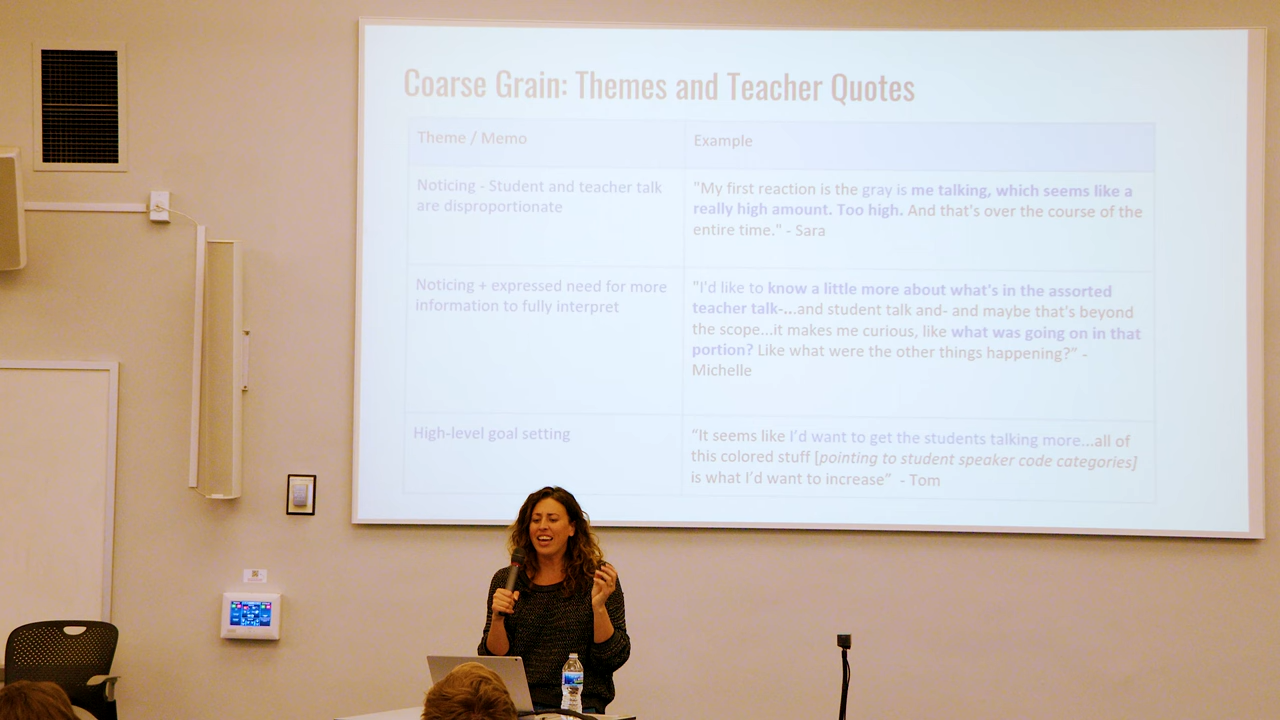 Coarse Grain: Themes and Teacher Quotes
Theme / Memo
Example
Noticing - Student and teacher talk
are disproportionate
"My first reaction is the gray is me talking, which seems like a
really high amount. Too high. And that's over the course of the
entire time." - Sara
Noticing + expressed need for more
information to fully interpret
"I'd like to know a little more about what's in the assorted
teacher talk-...and student talk and- and maybe that's beyond
the scope...it makes me curious, like what was going on in that
portion? Like what were the other things happening?” -
Michelle
High-level goal setting
“It seems like I’d want to get the students talking more...all of
this colored stuff [pointing to student speaker code categories]
is what I’d want to increase” - Tom